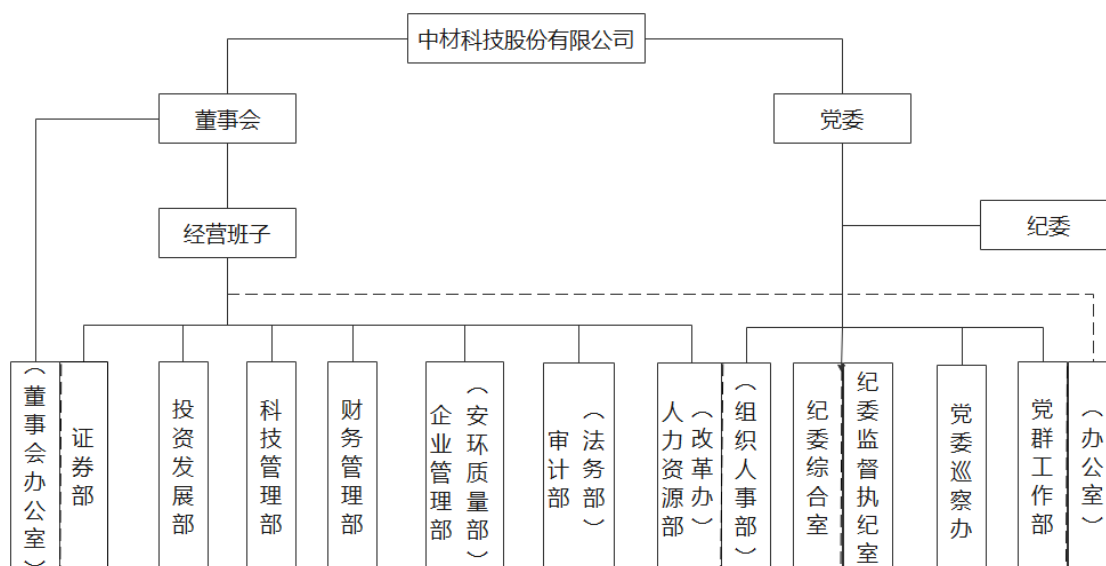 中材科技股份有限公司
董事会
党委
经营班子
纪委
（董事会办公室）
证券部
投资发展部
科技管理部
财务管理部
企业管理部
（安环质量部）
审计部
（法务部）
人力资源部
（改革办）
（组织人事部）
纪委综合室
纪委监督执纪室
党委巡察办
党群工作部
（办公室）